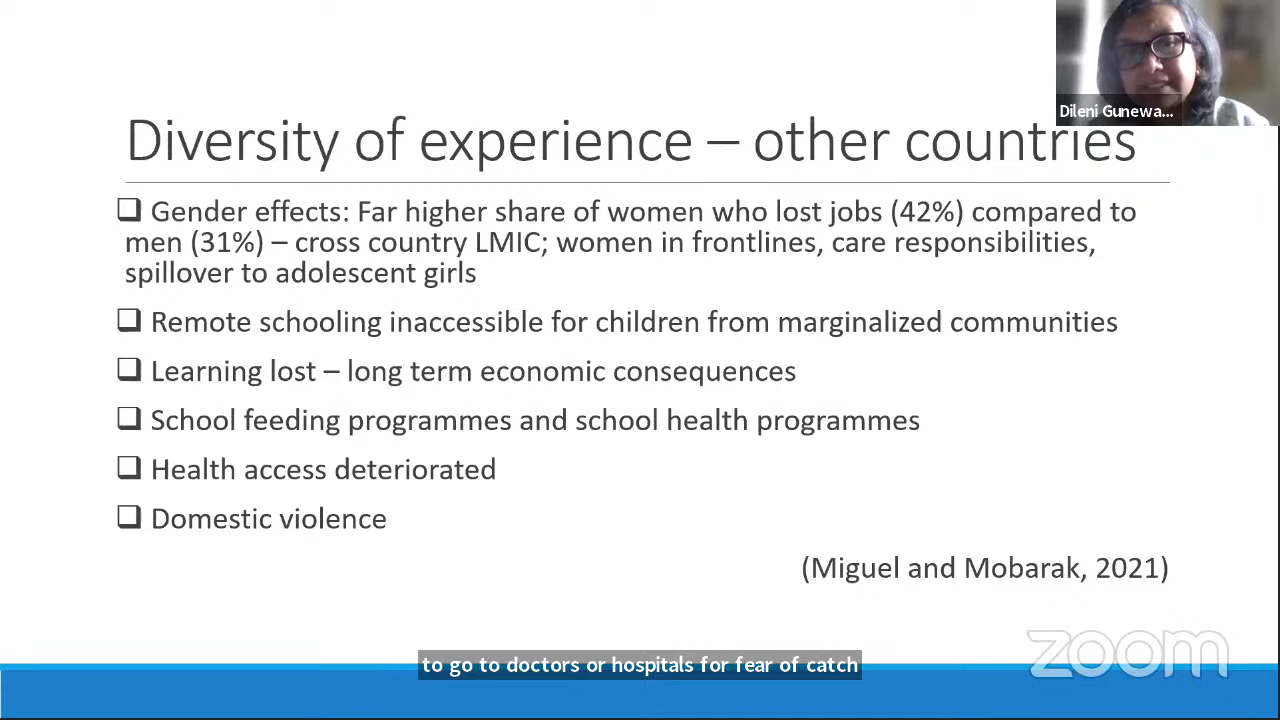 Dileni Gunewa...
Diversity of experience – other countries
❑ Gender effects: Far higher share of women who lost jobs (42%) compared to
men (31%) – cross country LMIC; women in frontlines, care responsibilities,
spillover to adolescent girls
❑ Remote schooling inaccessible for children from marginalized communities
❑ Learning lost – long term economic consequences
❑ School feeding programmes and school health programmes
❑ Health access deteriorated
❑ Domestic violence
(Miguel and Mobarak, 2021)
zoom
to go to doctors or hospitals for fear of catch